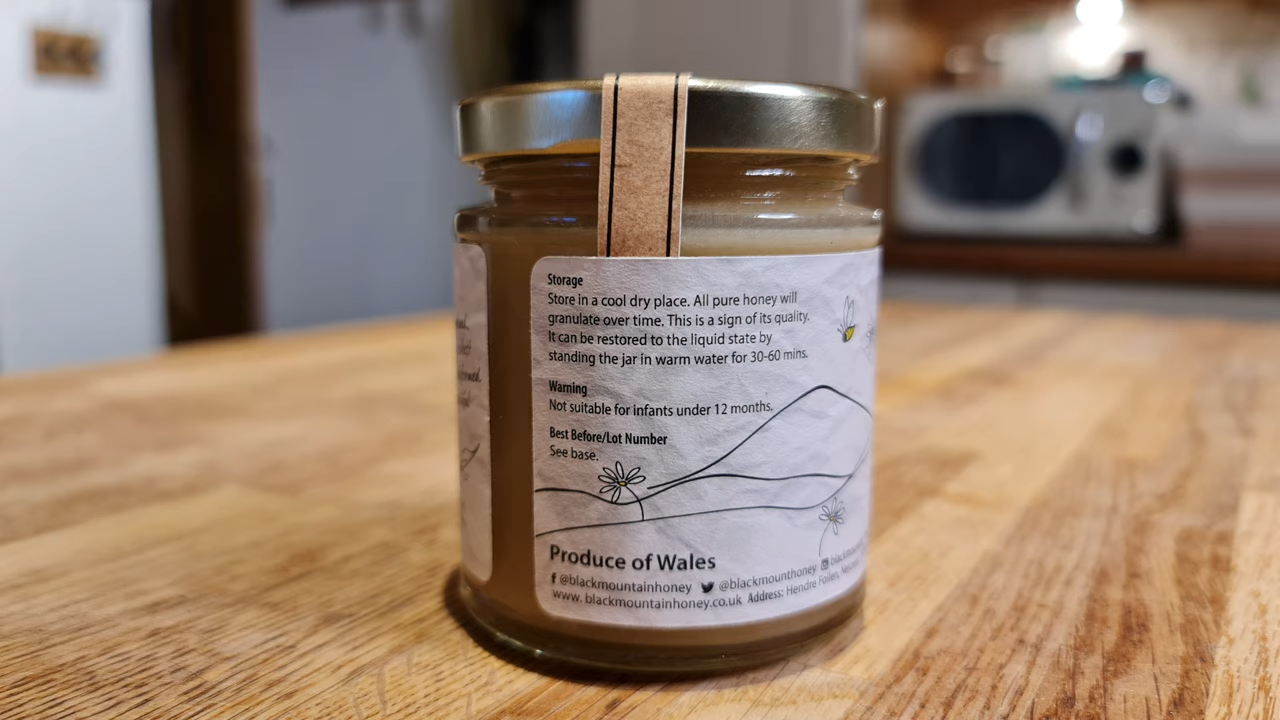 Storage
Store in a cool dry place. All pure honey will
granulate over time. This is a sign of its quality.
It can be restored to the liquid state by
standing the jar in warm water for 30-60 mins.
Warning
Not suitable for infants under 12 months.
Best Before/Lot Number
See base.
Produce of Wales
@blackmountainhoney @blackmounthoney
www. blackmountainhoney.co.uk Address: Hendre